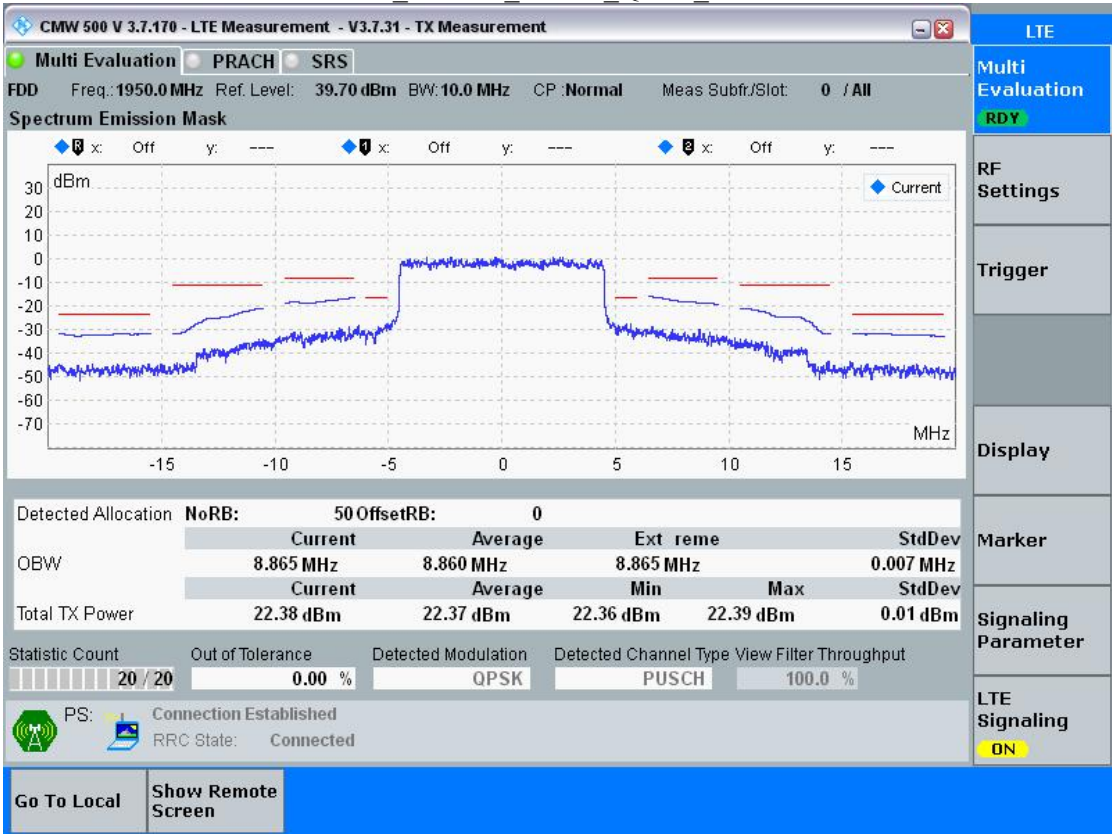 CMW 500 V 3.7.170 - LTE Measurement - V3.7.31 - TX Measurement
LTE
Multi Evaluation PRACH SRS
Multi Evaluation
RDY
FDD Freq.: 1950.0 MHz Ref. Level: 39.70 dBm BW: 10.0 MHz CP : Normal Meas Subfr./Slot: 0 / All
Spectrum Emission Mask
R x: Off y: --- 1 x: Off y: --- 2 x: Off y: ---
dBm
Current
30
20
10
0
-10
-20
-30
-40
-50
-60
-70
MHz
-15 -10 -5 0 5 10 15
RF Settings
Trigger
Display
Marker
Signaling Parameter
LTE Signaling
ON
Detected Allocation NoRB: 50 OffsetRB: 0
Current Average Ext reme StdDev
OBW 8.865 MHz 8.860 MHz 8.865 MHz 0.007 MHz
Current Average Min Max StdDev
Total TX Power 22.38 dBm 22.37 dBm 22.36 dBm 22.39 dBm 0.01 dBm
Statistic Count Out of Tolerance Detected Modulation Detected Channel Type View Filter Throughput
20 / 20 0.00 % QPSK PUSCH 100.0 %
PS: Connection Established
RRC State: Connected
Go To Local
Show Remote Screen